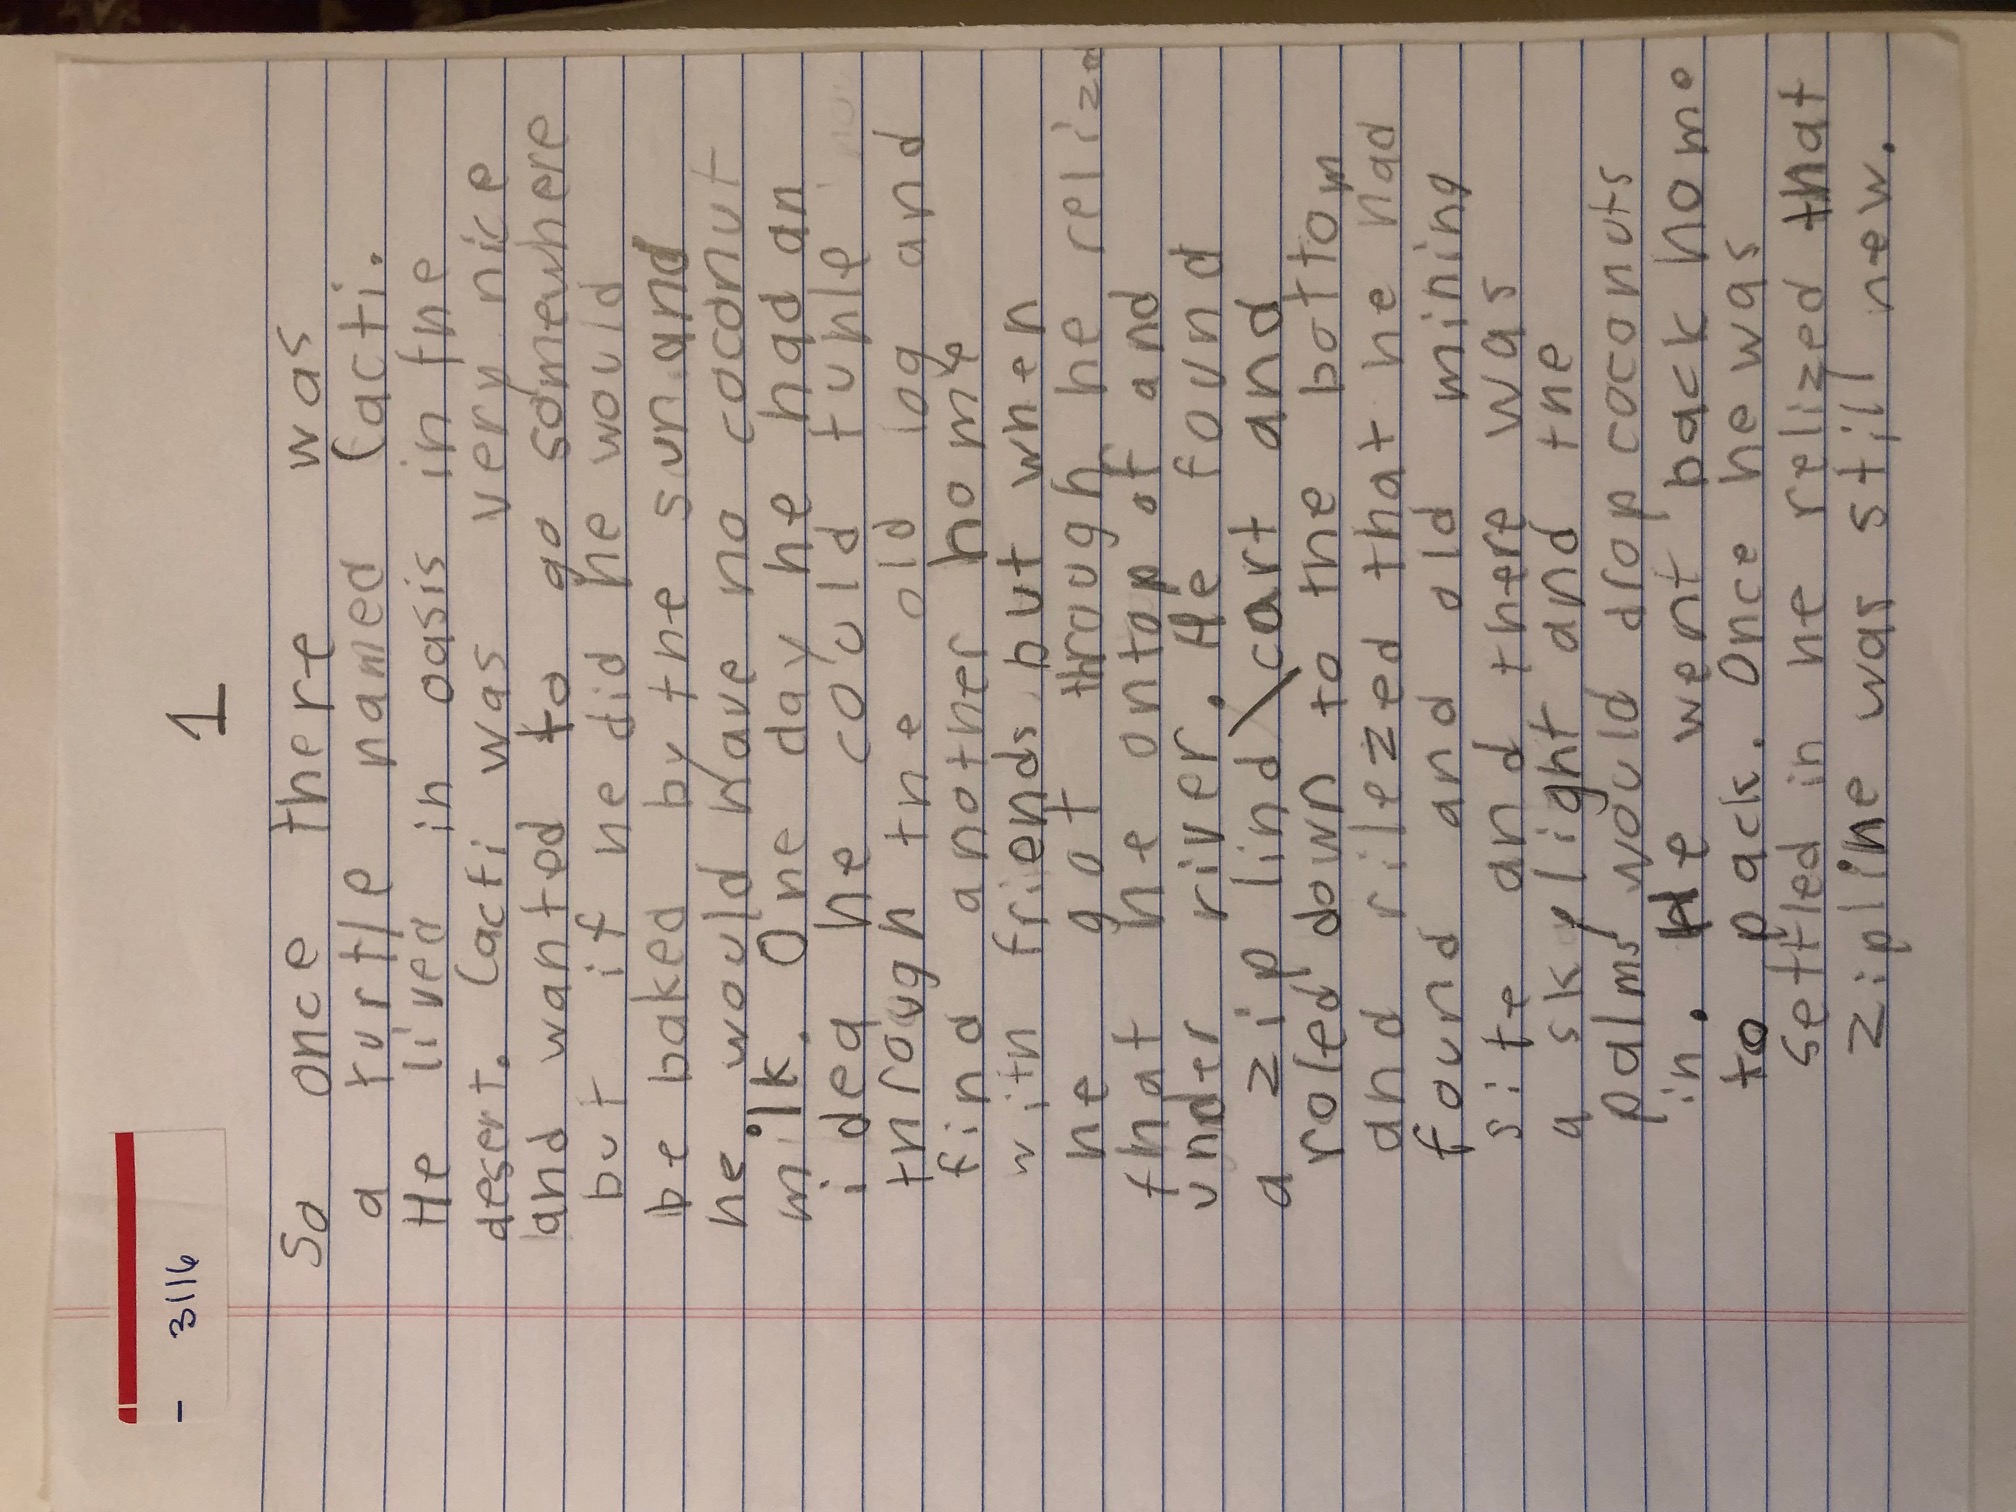 - 3116
1
So once there was
a turtle named Cacti.
He lived in oasis in the
desert. Cacti was very nice
and wanted to go somewhere
but if he did he would
be baked by the sun and
he would have no coconut
milk. One day he had an
idea he could tunle
through the old log and
find another home
with friends but when
he got through he relized
that he ontop of and
under river. He found
a zip lind\cart and
roled down to the bottom
and rilezed that he had
found and old mining
site and there was
a skylight and the
palms would drop coconuts
in. He went back home
to pack. Once he was
settled in he relized that
zipline was still new.